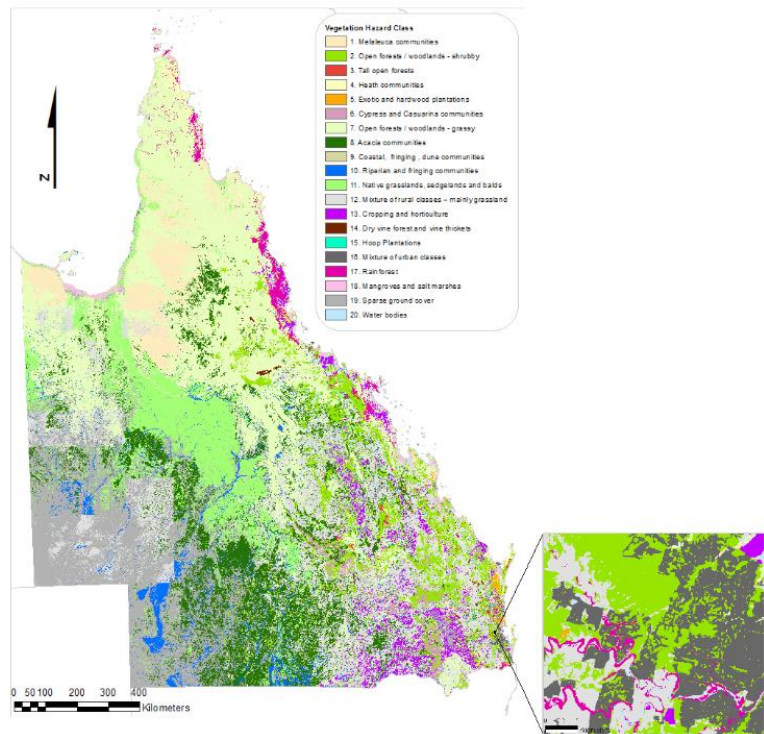 Vegetation Hazard Class
1. Melaleuca communities
2. Open forests / woodlands - shrubby
3. Tall open forests
4. Heath communities
5. Exotic and hardwood plantations
6. Cypress and Casuarina communities
7. Open forests / woodlands - grassy
8. Acacia communities
9. Coastal, fringing, dune communities
10. Riparian and fringing communities
11. Native grasslands, sedgelands and balds
12. Mixture of rural classes – mainly grassland
13. Cropping and horticulture
14. Dry vine forest and vine thickets
15. Hoop Plantations
16. Mixture of urban classes
17. Rainforest
18. Mangroves and salt marshes
19. Sparse ground cover
20. Water bodies
N
0 50 100 200 300 400
Kilometers